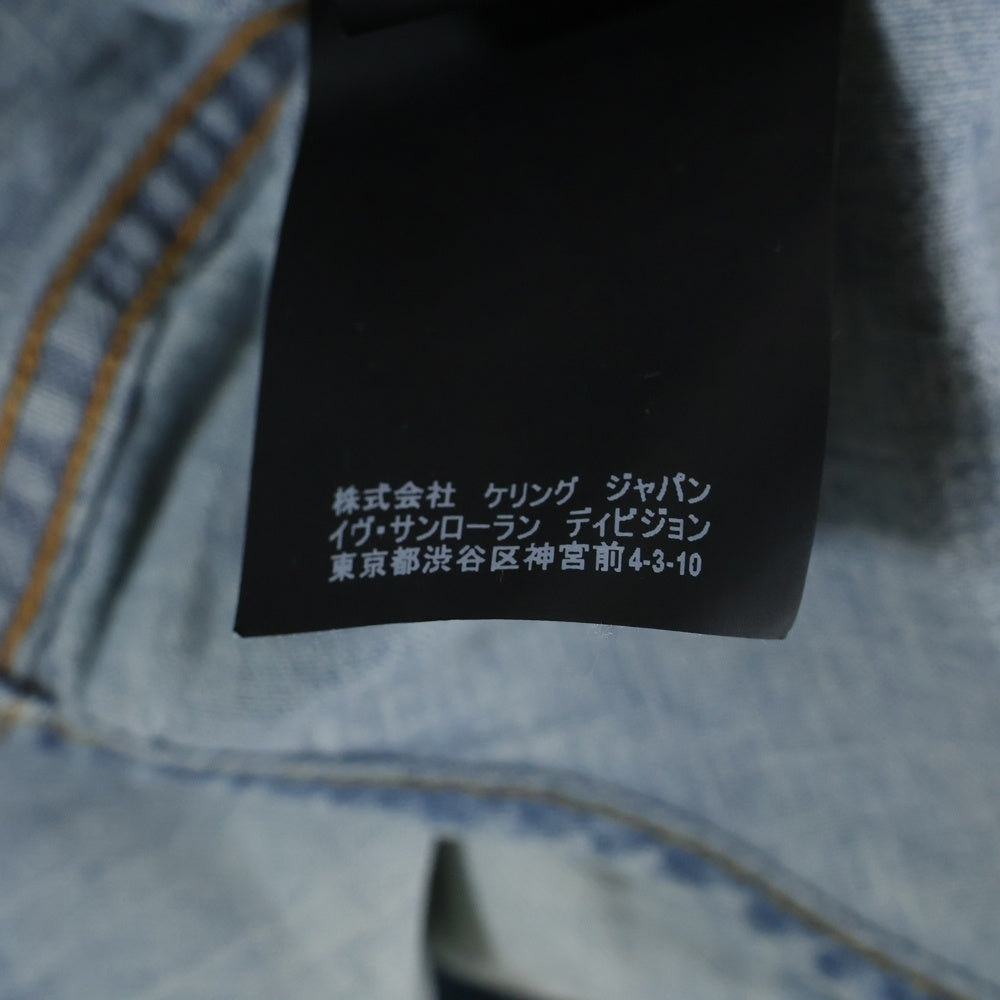 株式会社 ケリング ジャパン
イヴ・サンローラン ディビジョン
東京都渋谷区神宮前4-3-10